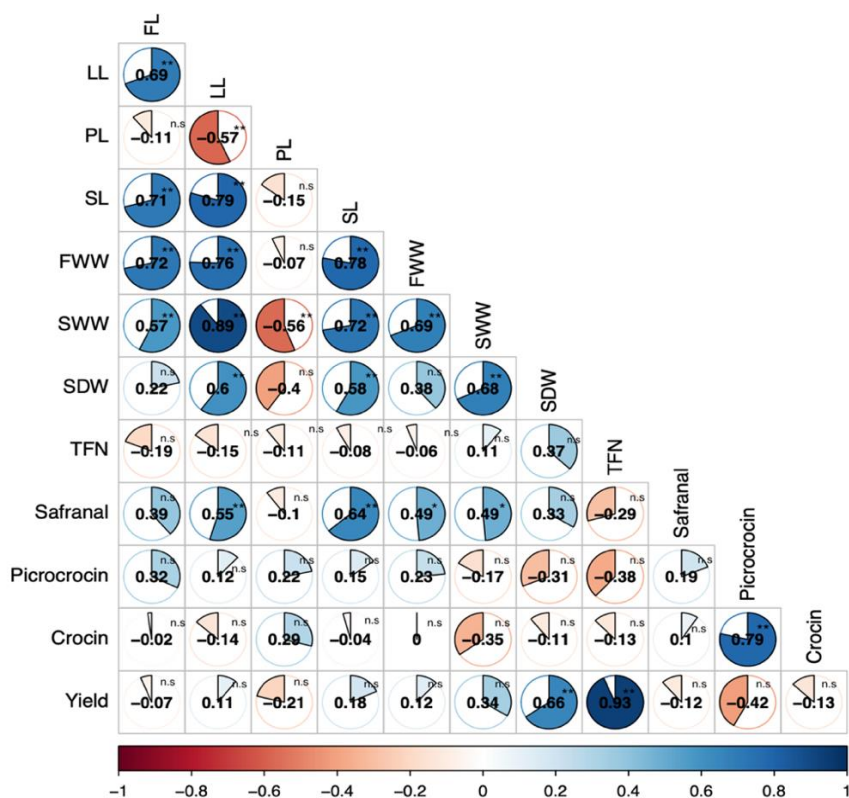 FL
LL 0.69**
LL
PL −0.11 n.s −0.57**
PL
SL 0.71** 0.79** −0.15 n.s
SL
FWW 0.72** 0.76** −0.07 n.s 0.78**
FWW
SWW 0.57** 0.89** −0.56** 0.72** 0.69**
SWW
SDW 0.22 n.s 0.6** −0.4 n.s 0.58** 0.38 n.s 0.68**
SDW
TFN −0.19 n.s −0.15 n.s −0.11 n.s −0.08 n.s −0.06 n.s 0.11 n.s 0.37 n.s
TFN
Safranal 0.39 n.s 0.55** −0.1 n.s 0.64** 0.49* 0.49* 0.33 n.s −0.29 n.s
Safranal
Picrocrocin 0.32 n.s 0.12 n.s 0.22 n.s 0.15 n.s 0.23 n.s −0.17 n.s −0.31 n.s −0.38 n.s 0.19 n.s
Picrocrocin
Crocin −0.02 n.s −0.14 n.s 0.29 n.s −0.04 n.s 0 n.s −0.35 n.s −0.11 n.s −0.13 n.s 0.1 n.s 0.79**
Crocin
Yield −0.07 n.s 0.11 n.s −0.21 n.s 0.18 n.s 0.12 n.s 0.34 n.s 0.66** 0.93** −0.12 n.s −0.42 n.s −0.13 n.s
−1 −0.8 −0.6 −0.4 −0.2 0 0.2 0.4 0.6 0.8 1